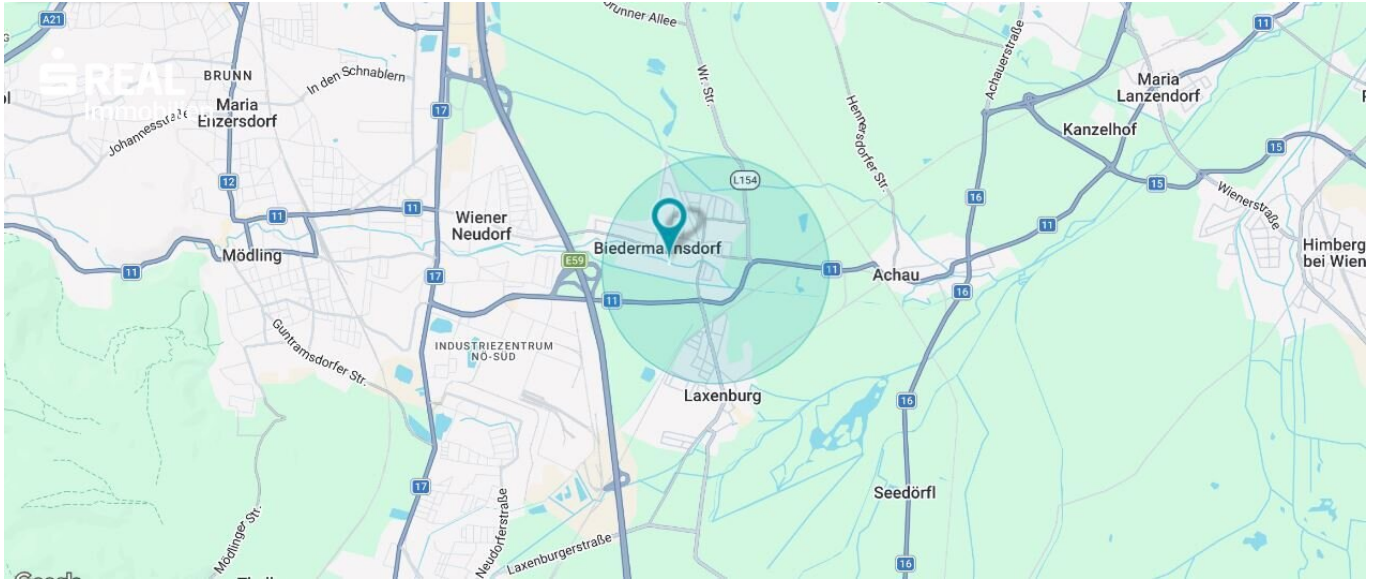 A21
REAL
Immobilien
BRUNN
In den Schnablern
Maria
Enzersdorf
Johannesstraße
17
12
11
11
11
Mödling
17
Wiener
Neudorf
E59
11
INDUSTRIEZENTRUM
NÖ-SÜD
Guntramsdorfer Str.
17
Mödlinger Str.
Neudorferstraße
Laxenburgerstraße
Wr. Str.
L154
Biedermannsdorf
Laxenburg
Hennersdorfer Str.
Achauerstraße
11
Maria
Lanzendorf
Kanzelhof
15
15
Wienerstraße
16
11
11
Achau
16
Himberg
bei Wien
16
Seedörfl
16
Google